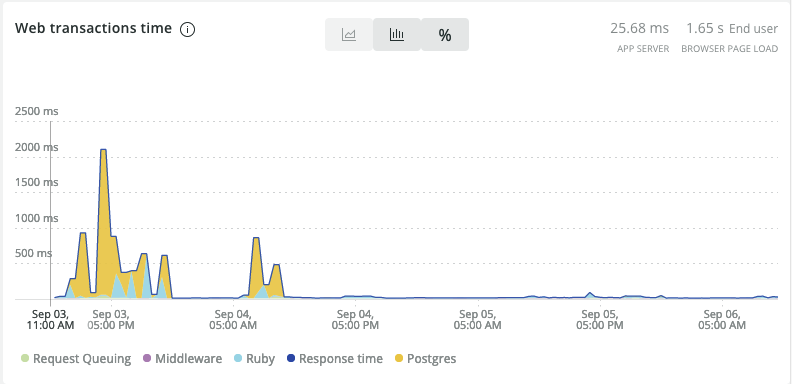 Web transactions time
%
25.68 ms
APP SERVER
1.65 s End user
BROWSER PAGE LOAD
2500 ms
2000 ms
1500 ms
1000 ms
500 ms
Sep 03,
11:00 AM
Sep 03,
05:00 PM
Sep 04,
05:00 AM
Sep 04,
05:00 PM
Sep 05,
05:00 AM
Sep 05,
05:00 PM
Sep 06,
05:00 AM
Request Queuing
Middleware
Ruby
Response time
Postgres